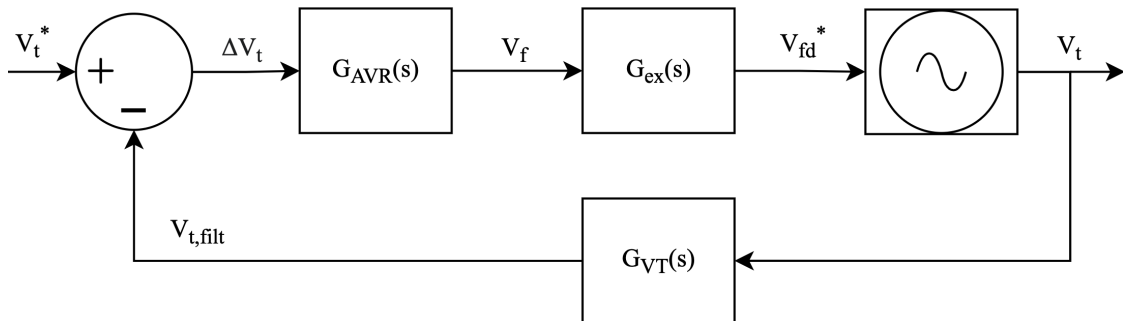 V_t^*
+
−
ΔV_t
G_AVR(s)
V_f
G_ex(s)
V_fd^*
V_t
V_t,filt
G_VT(s)